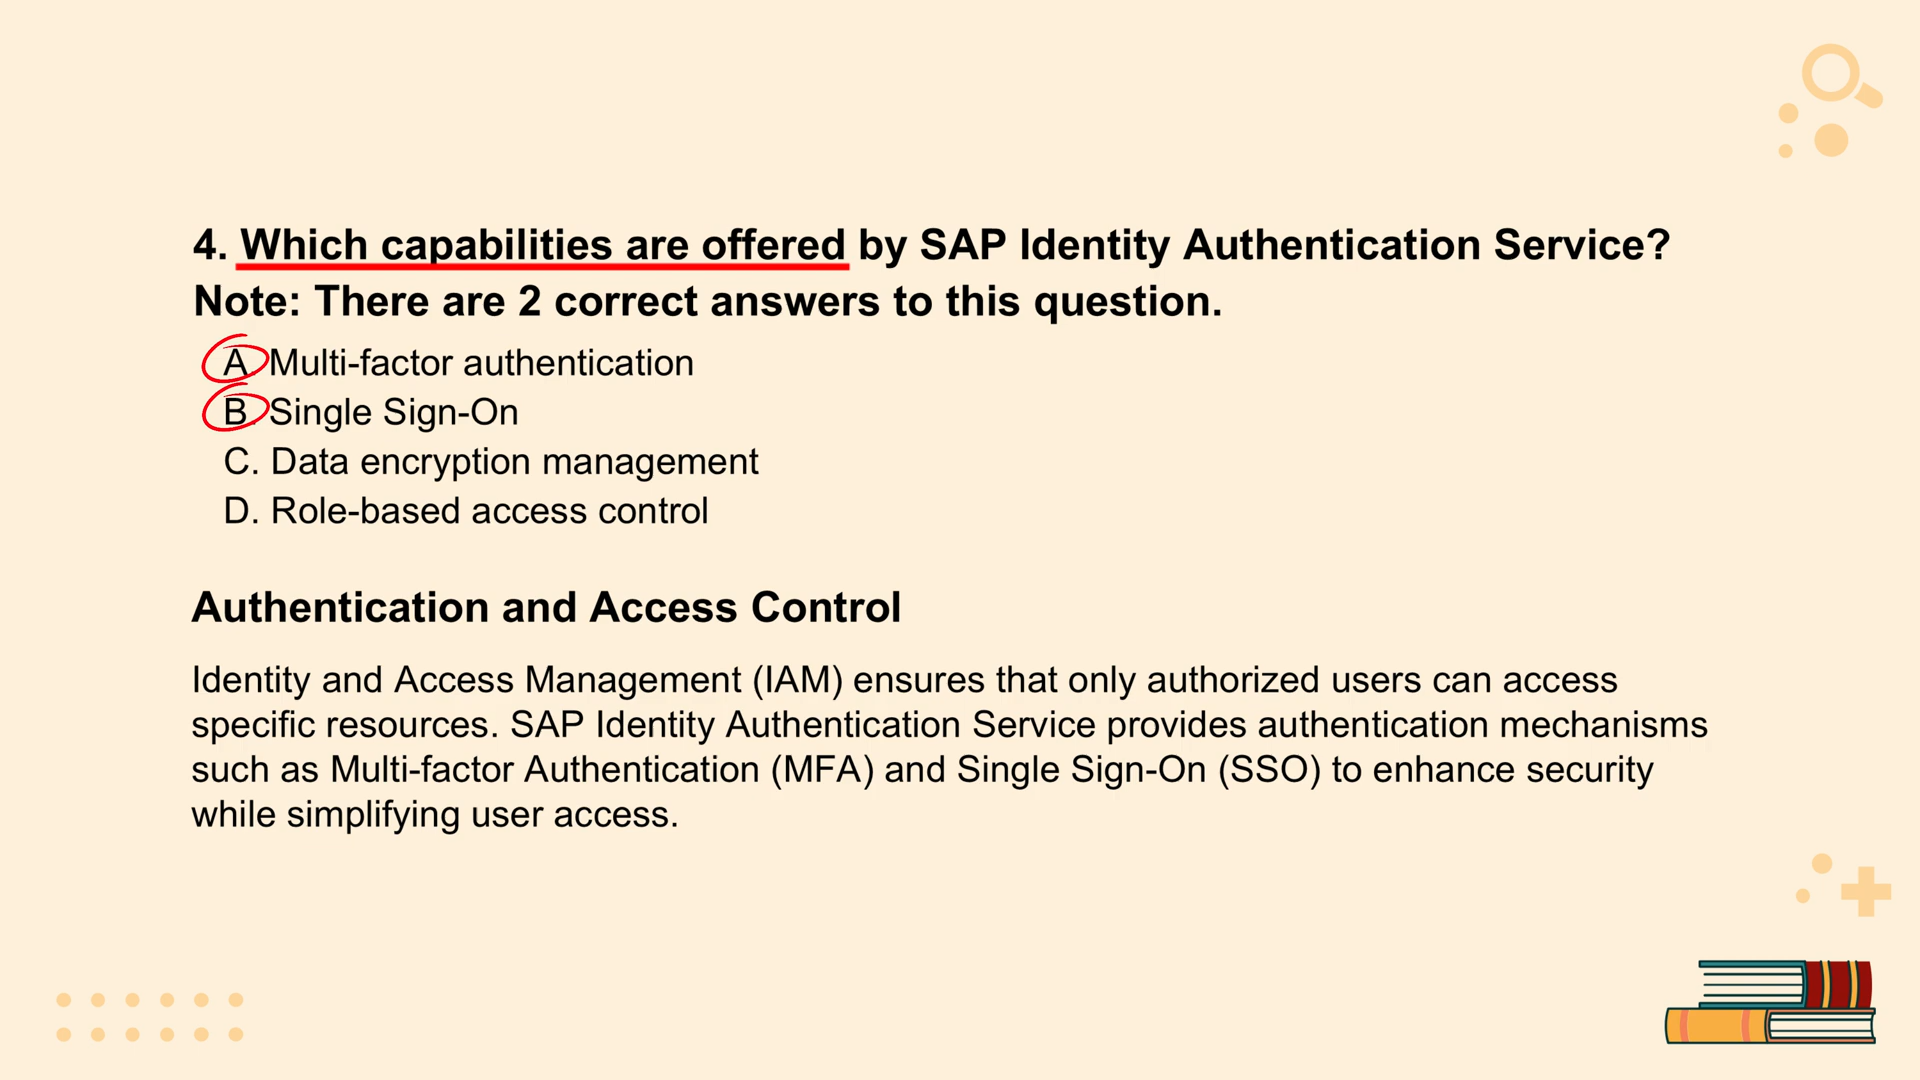 4. Which capabilities are offered by SAP Identity Authentication Service?
Note: There are 2 correct answers to this question.
A. Multi-factor authentication
B. Single Sign-On
C. Data encryption management
D. Role-based access control
Authentication and Access Control
Identity and Access Management (IAM) ensures that only authorized users can access
specific resources. SAP Identity Authentication Service provides authentication mechanisms
such as Multi-factor Authentication (MFA) and Single Sign-On (SSO) to enhance security
while simplifying user access.